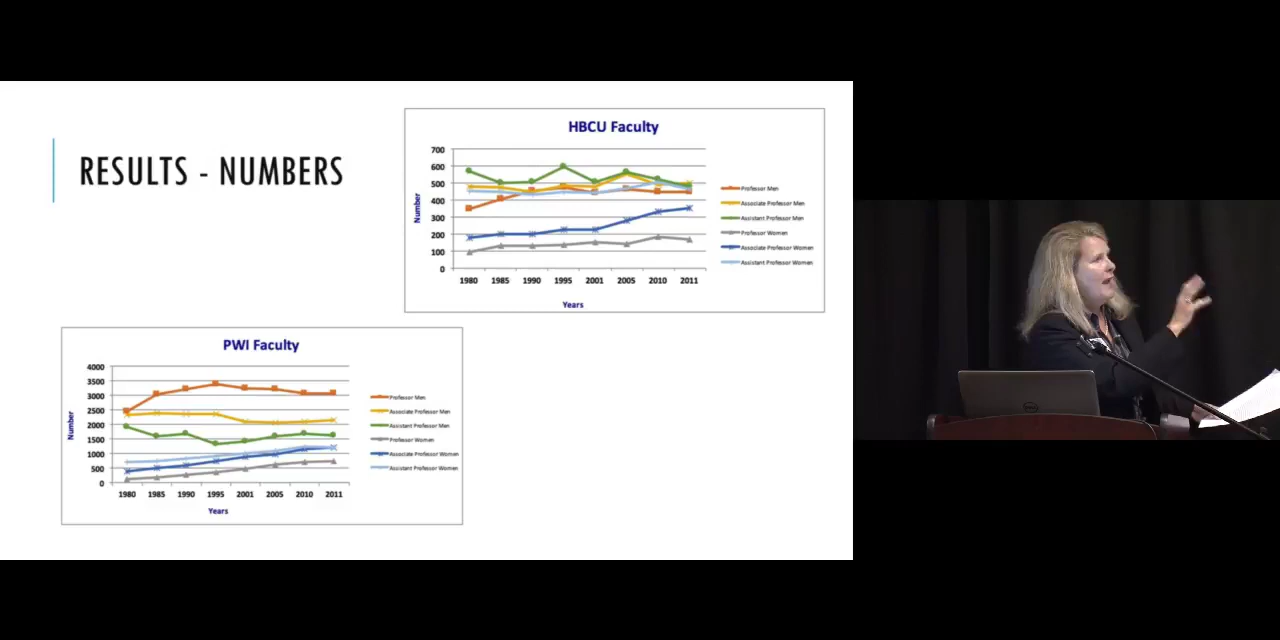 RESULTS - NUMBERS
HBCU Faculty
700
600
500
400
300
200
100
0
Number
1980 1985 1990 1995 2001 2005 2010 2011
Years
Professor Men
Associate Professor Men
Assistant Professor Men
Professor Women
Associate Professor Women
Assistant Professor Women
PWI Faculty
4000
3500
3000
2500
2000
1500
1000
500
0
Number
1980 1985 1990 1995 2001 2005 2010 2011
Years
Professor Men
Associate Professor Men
Assistant Professor Men
Professor Women
Associate Professor Women
Assistant Professor Women